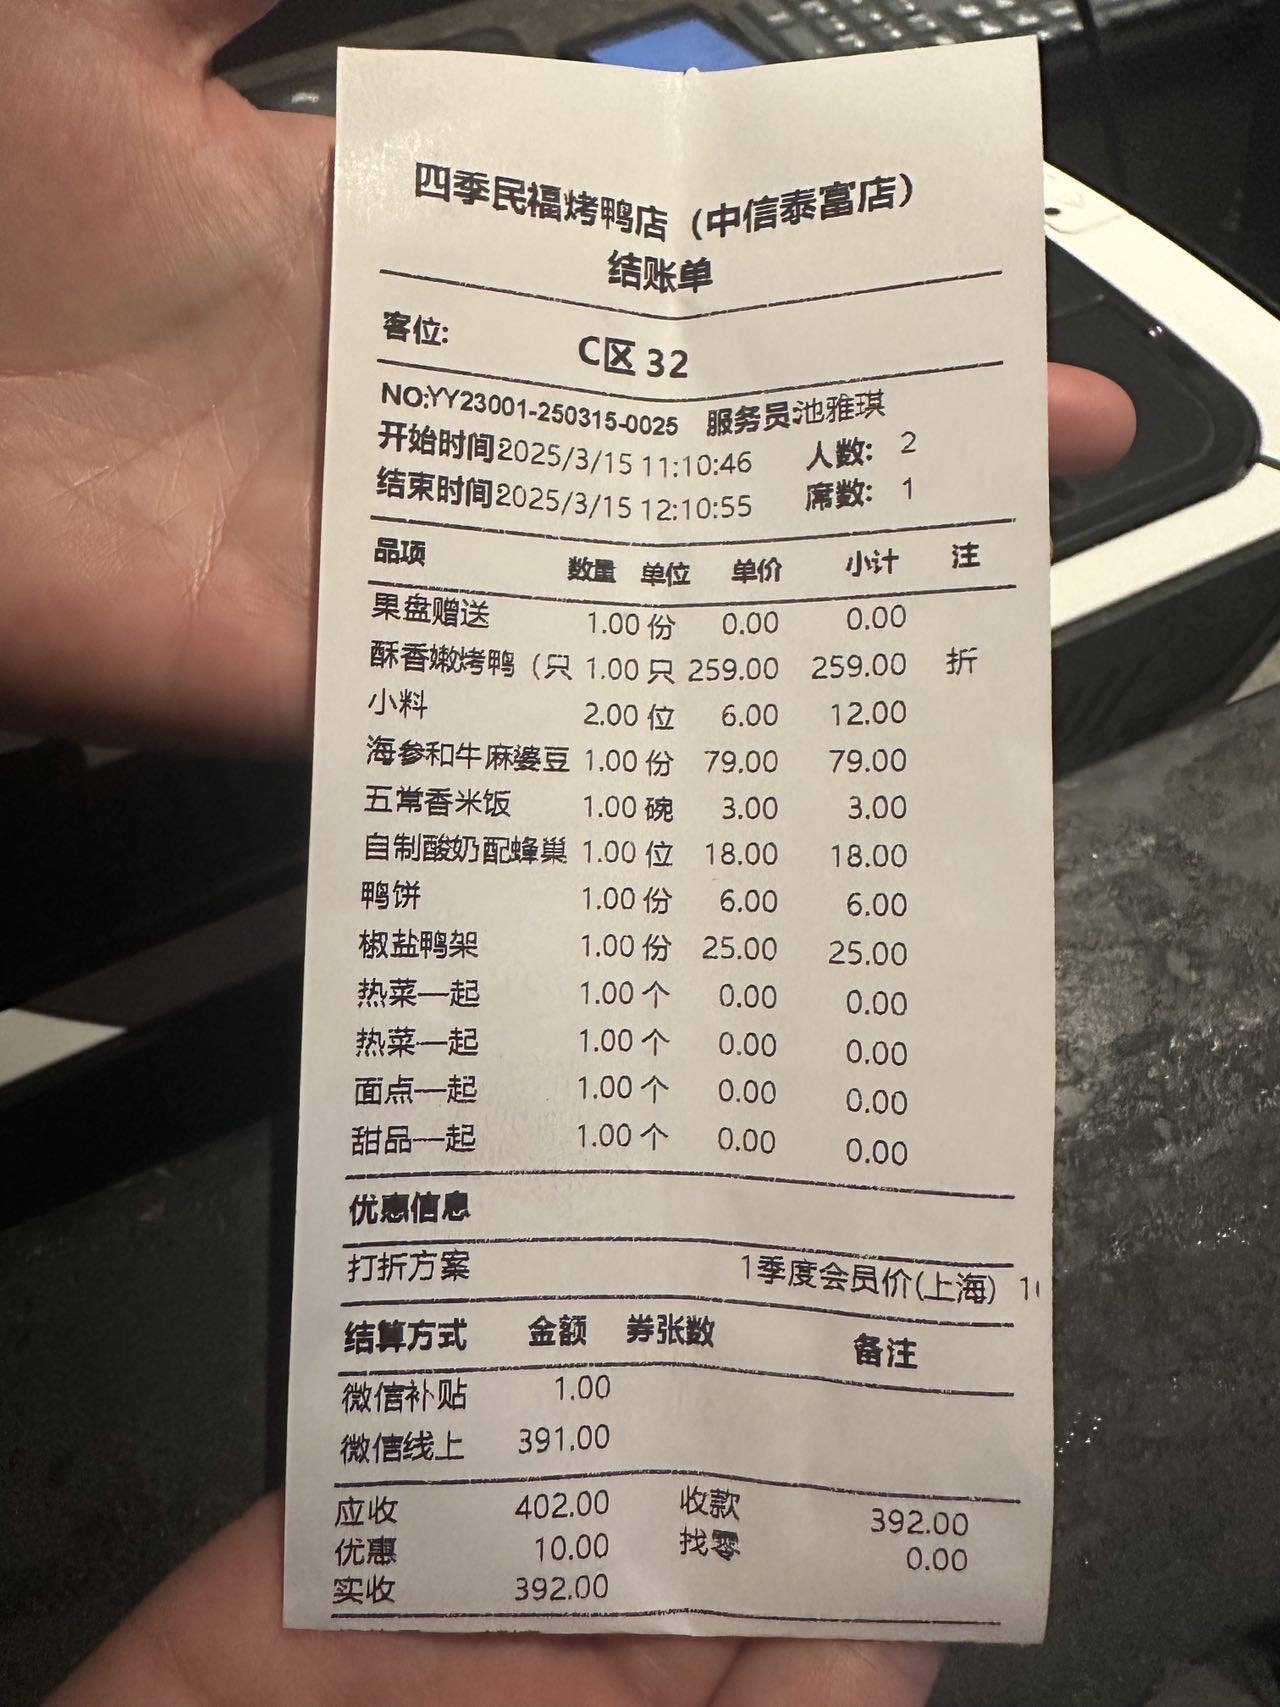 四季民福烤鸭店（中信泰富店）
结账单
客位: C区 32
NO:YY23001-250315-0025 服务员池雅琪
开始时间2025/3/15 11:10:46 人数: 2
结束时间2025/3/15 12:10:55 席数: 1
品项 数量 单位 单价 小计 注
果盘赠送 1.00 份 0.00 0.00
酥香嫩烤鸭（只 1.00 只 259.00 259.00 折
小料 2.00 位 6.00 12.00
海参和牛麻婆豆 1.00 份 79.00 79.00
五常香米饭 1.00 碗 3.00 3.00
自制酸奶配蜂巢 1.00 位 18.00 18.00
鸭饼 1.00 份 6.00 6.00
椒盐鸭架 1.00 份 25.00 25.00
热菜一起 1.00 个 0.00 0.00
热菜一起 1.00 个 0.00 0.00
面点一起 1.00 个 0.00 0.00
甜品一起 1.00 个 0.00 0.00
优惠信息
打折方案 1季度会员价(上海)
结算方式 金额 券张数 备注
微信补贴 1.00
微信线上 391.00
应收 402.00 收款 392.00
优惠 10.00 找零 0.00
实收 392.00